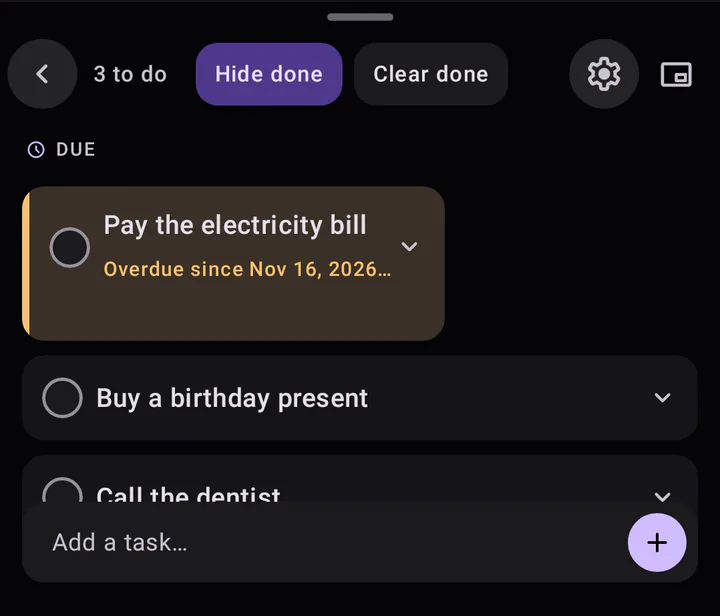 3 to do
Hide done
Clear done
DUE
Pay the electricity bill
Overdue since Nov 16, 2026…
Buy a birthday present
Call the dentist
Add a task…